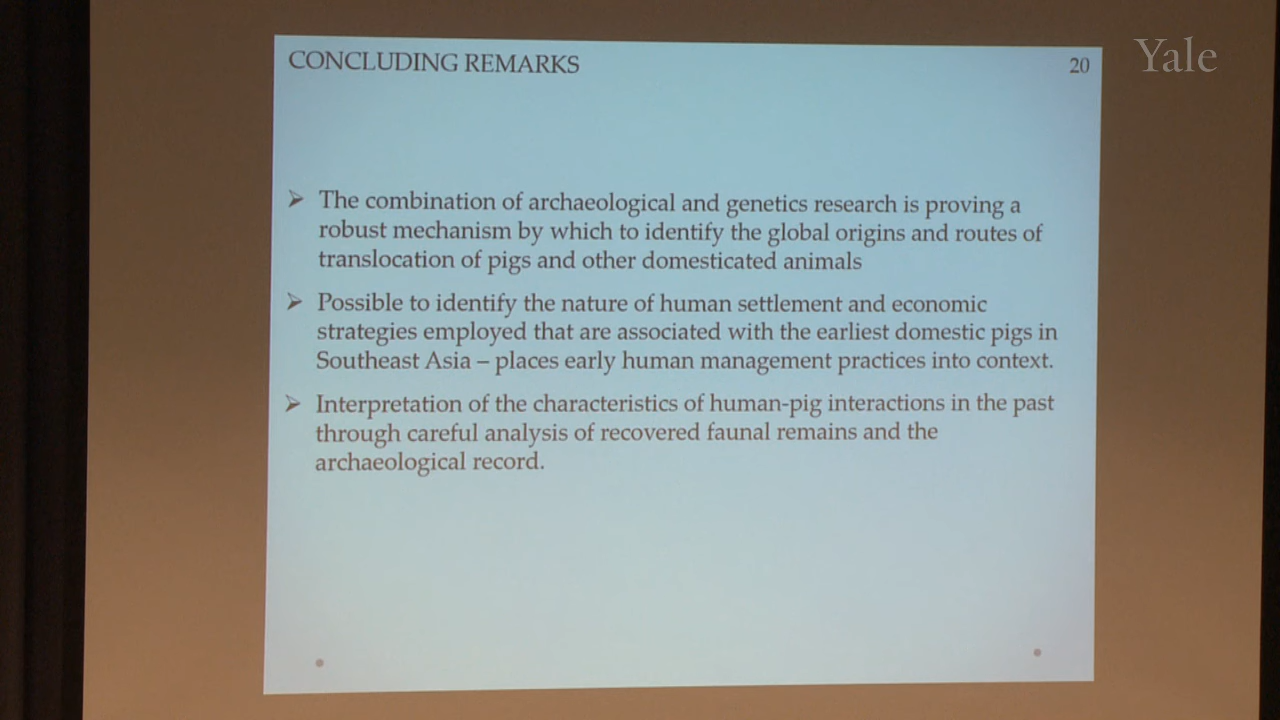 Yale
CONCLUDING REMARKS
20
➢ The combination of archaeological and genetics research is proving a
robust mechanism by which to identify the global origins and routes of
translocation of pigs and other domesticated animals
➢ Possible to identify the nature of human settlement and economic
strategies employed that are associated with the earliest domestic pigs in
Southeast Asia – places early human management practices into context.
➢ Interpretation of the characteristics of human-pig interactions in the past
through careful analysis of recovered faunal remains and the
archaeological record.